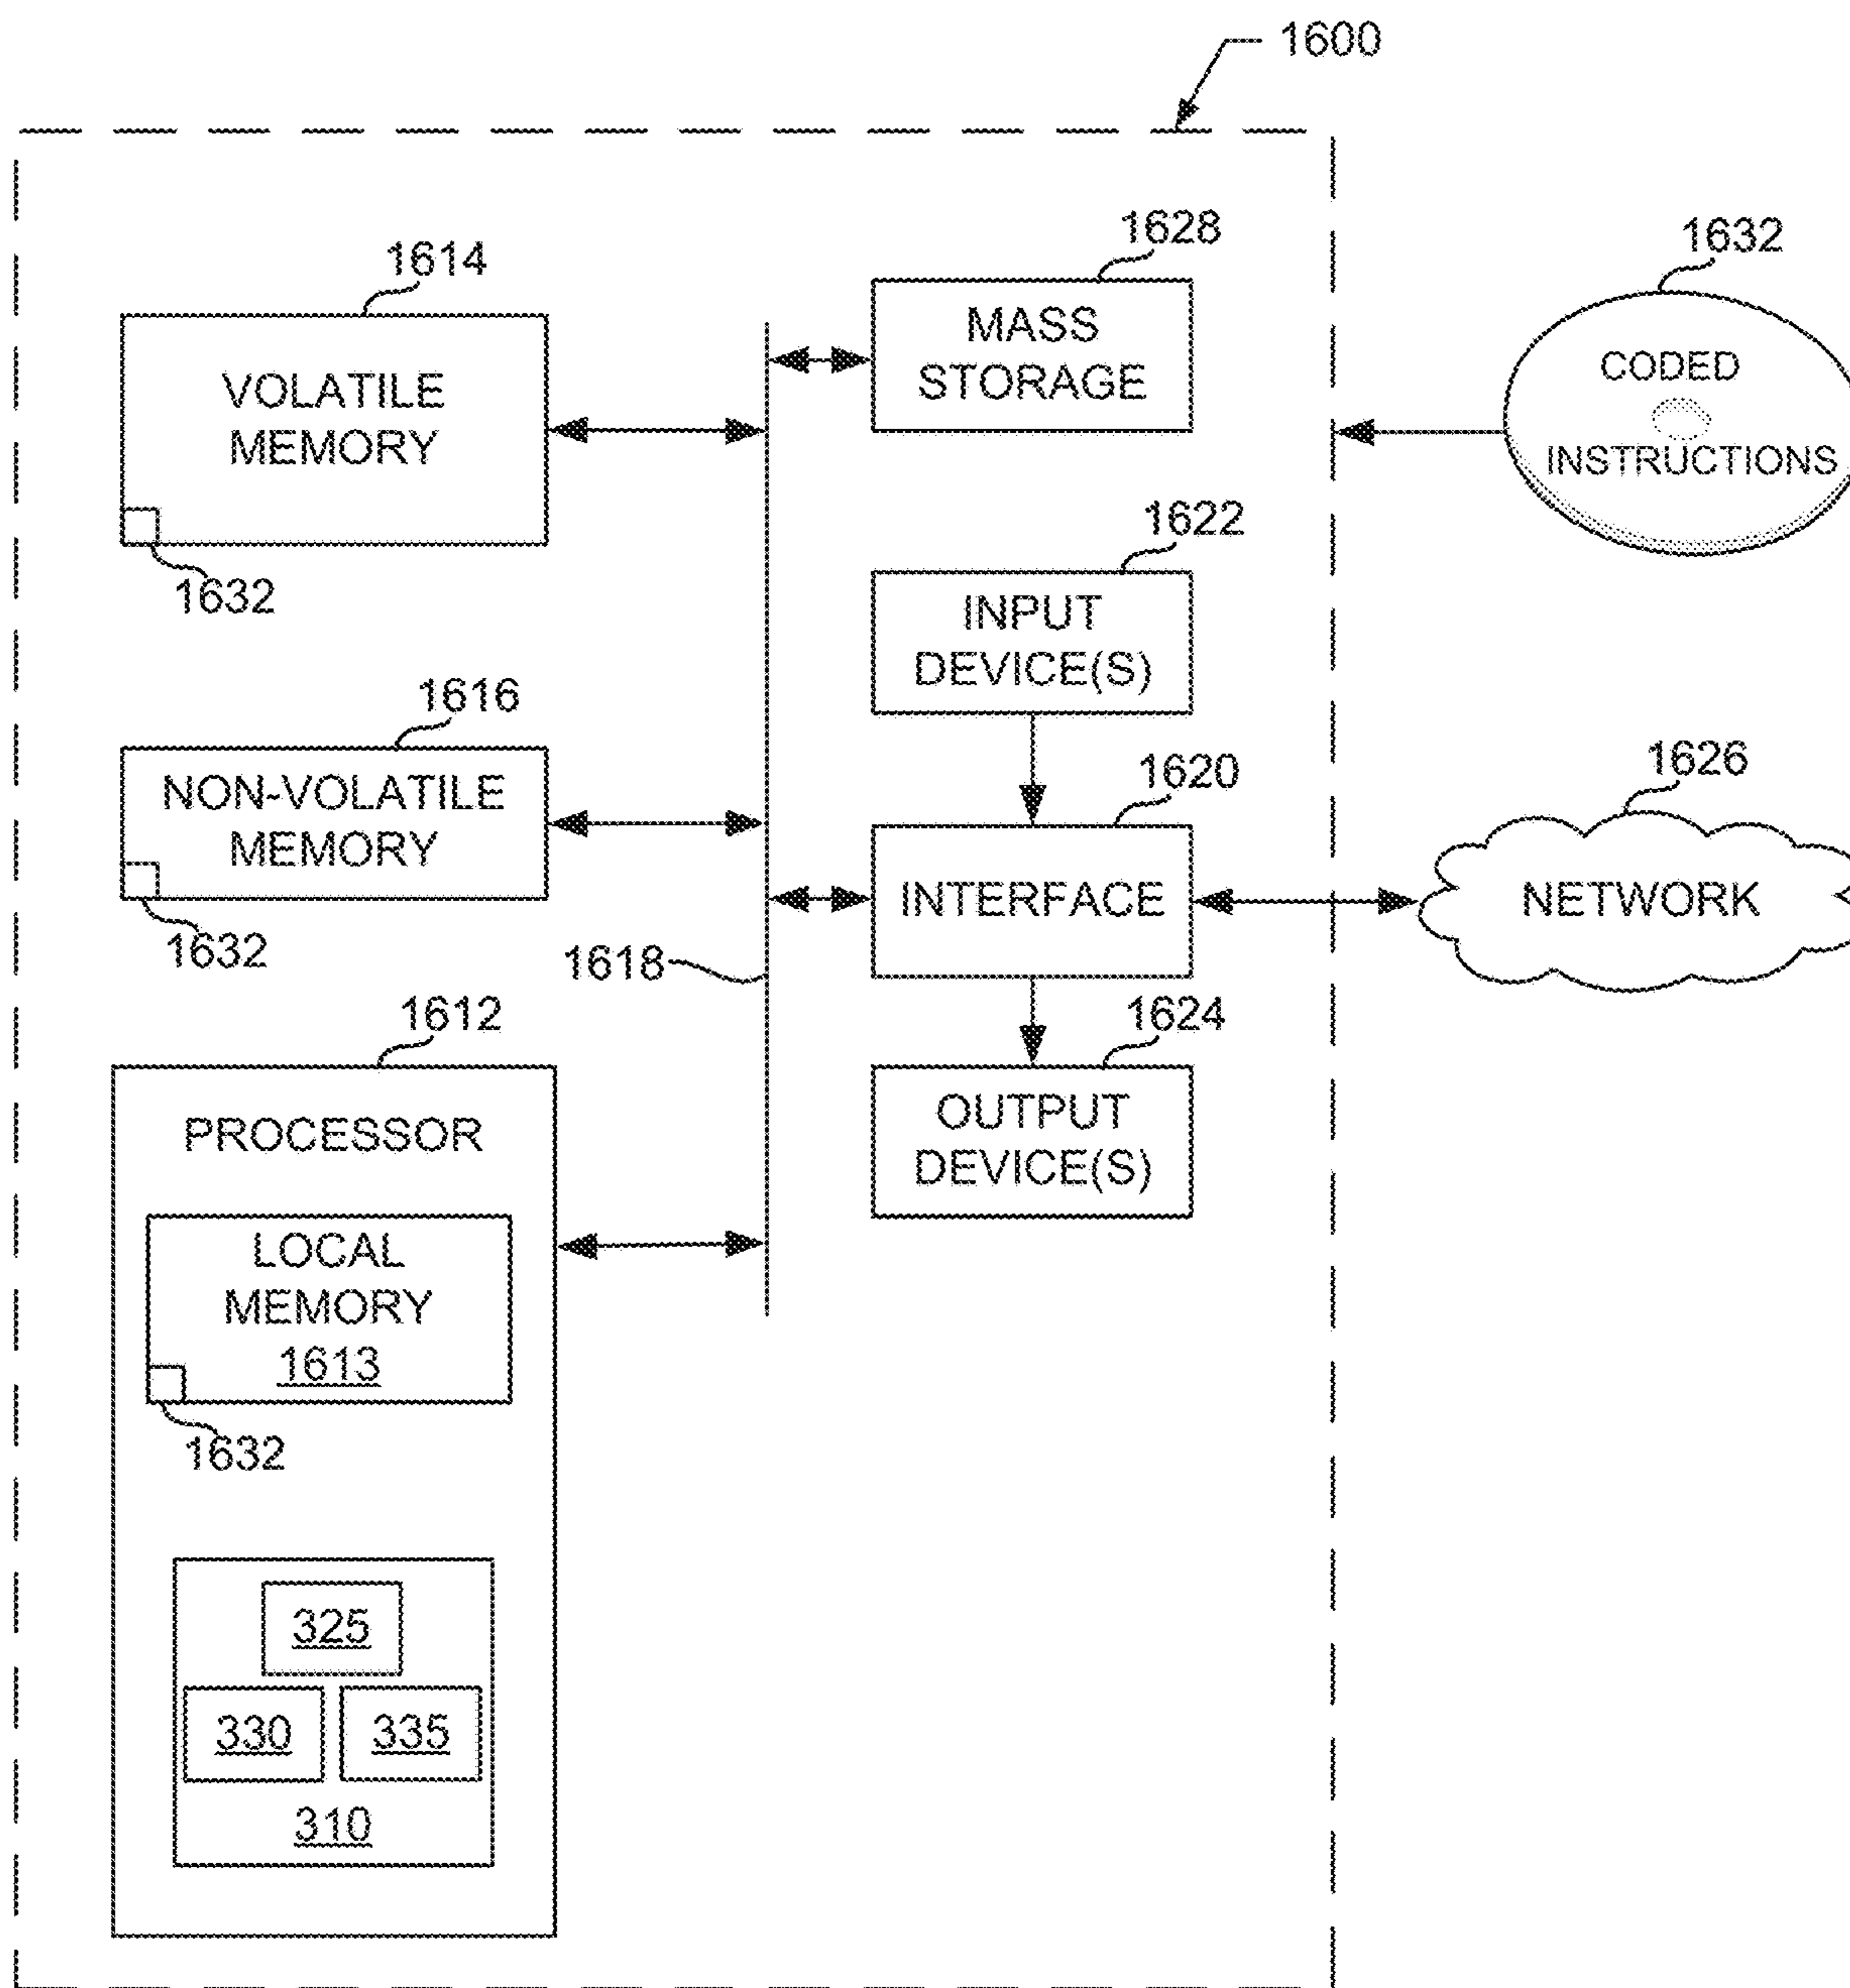 1600
1614
VOLATILE
MEMORY
1632
1628
MASS
STORAGE
1632
CODED
INSTRUCTIONS
1622
INPUT
DEVICE(S)
1616
NON-VOLATILE
MEMORY
1632
1618
1620
INTERFACE
1626
NETWORK
1624
OUTPUT
DEVICE(S)
1612
PROCESSOR
LOCAL
MEMORY
1613
1632
325
330
335
310